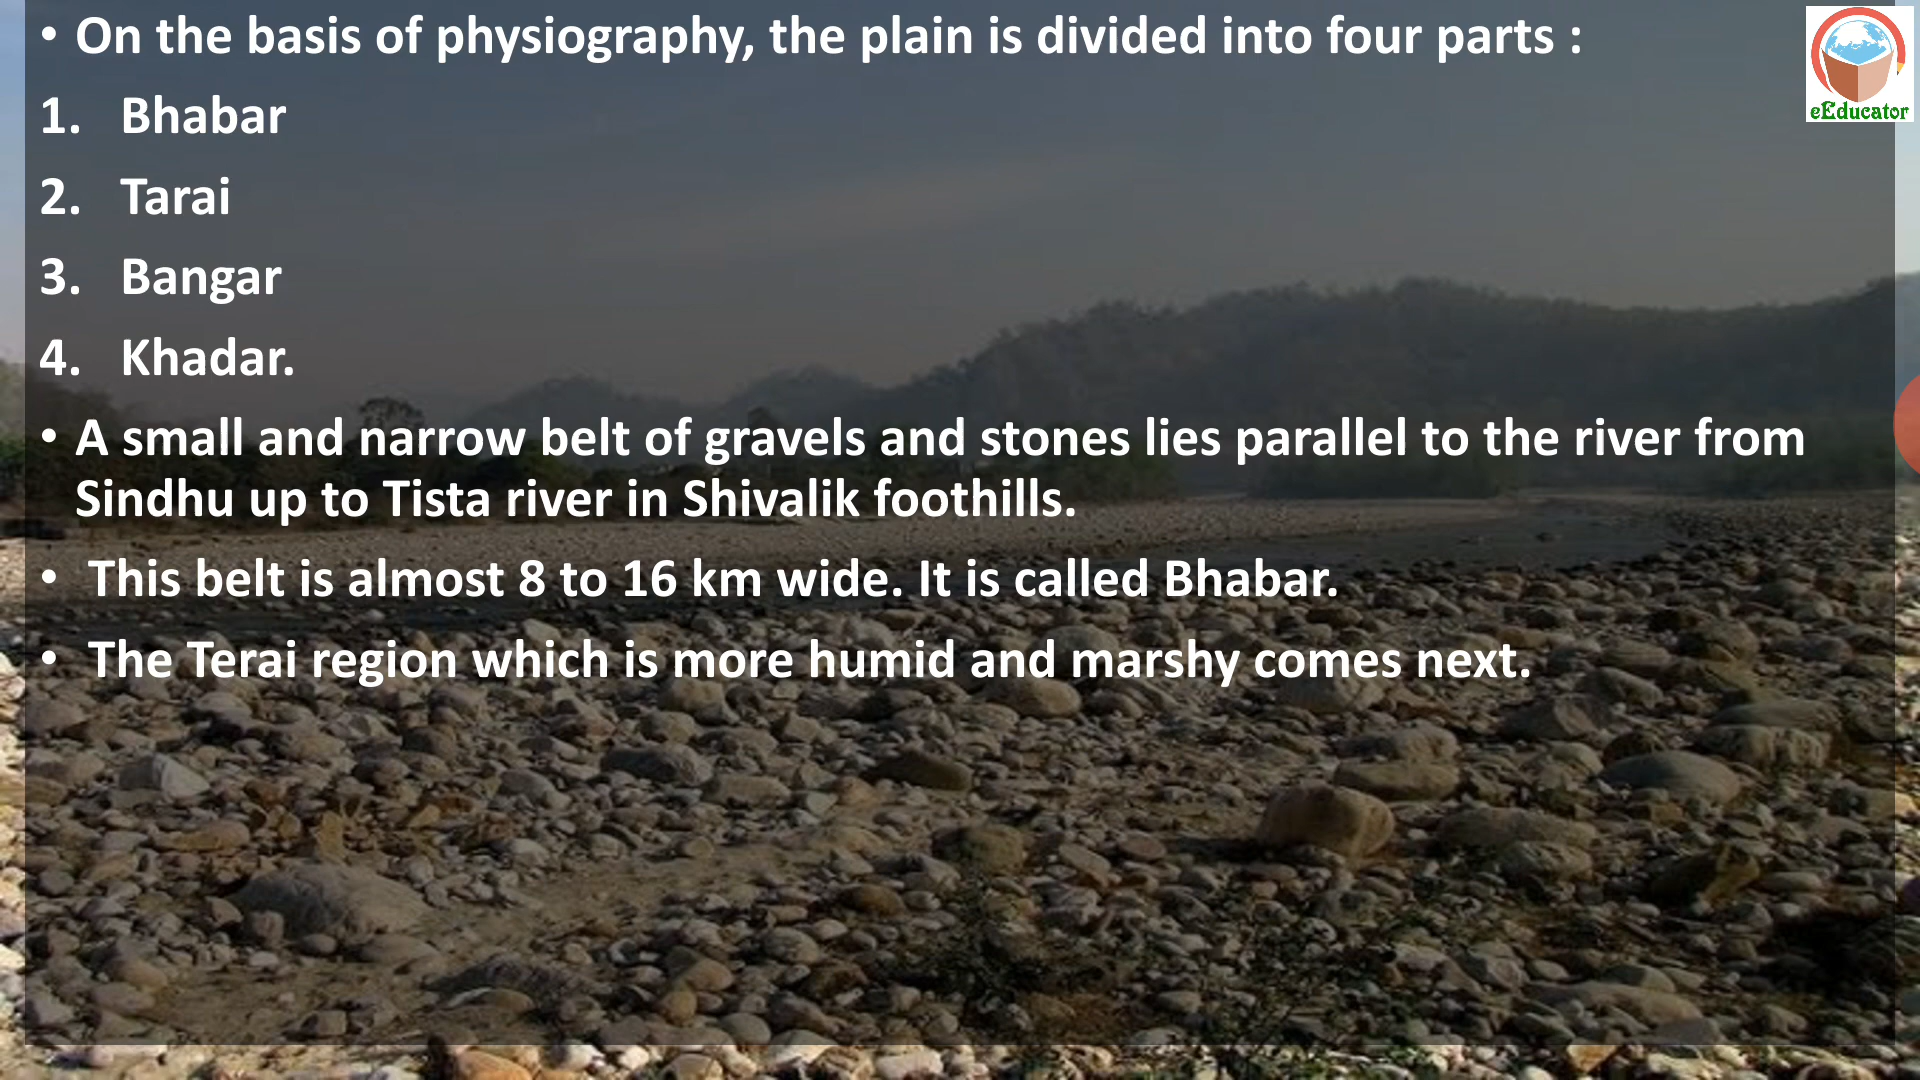 • On the basis of physiography, the plain is divided into four parts :
eEducator
1. Bhabar
2. Tarai
3. Bangar
4. Khadar.
• A small and narrow belt of gravels and stones lies parallel to the river from
Sindhu up to Tista river in Shivalik foothills.
• This belt is almost 8 to 16 km wide. It is called Bhabar.
• The Terai region which is more humid and marshy comes next.